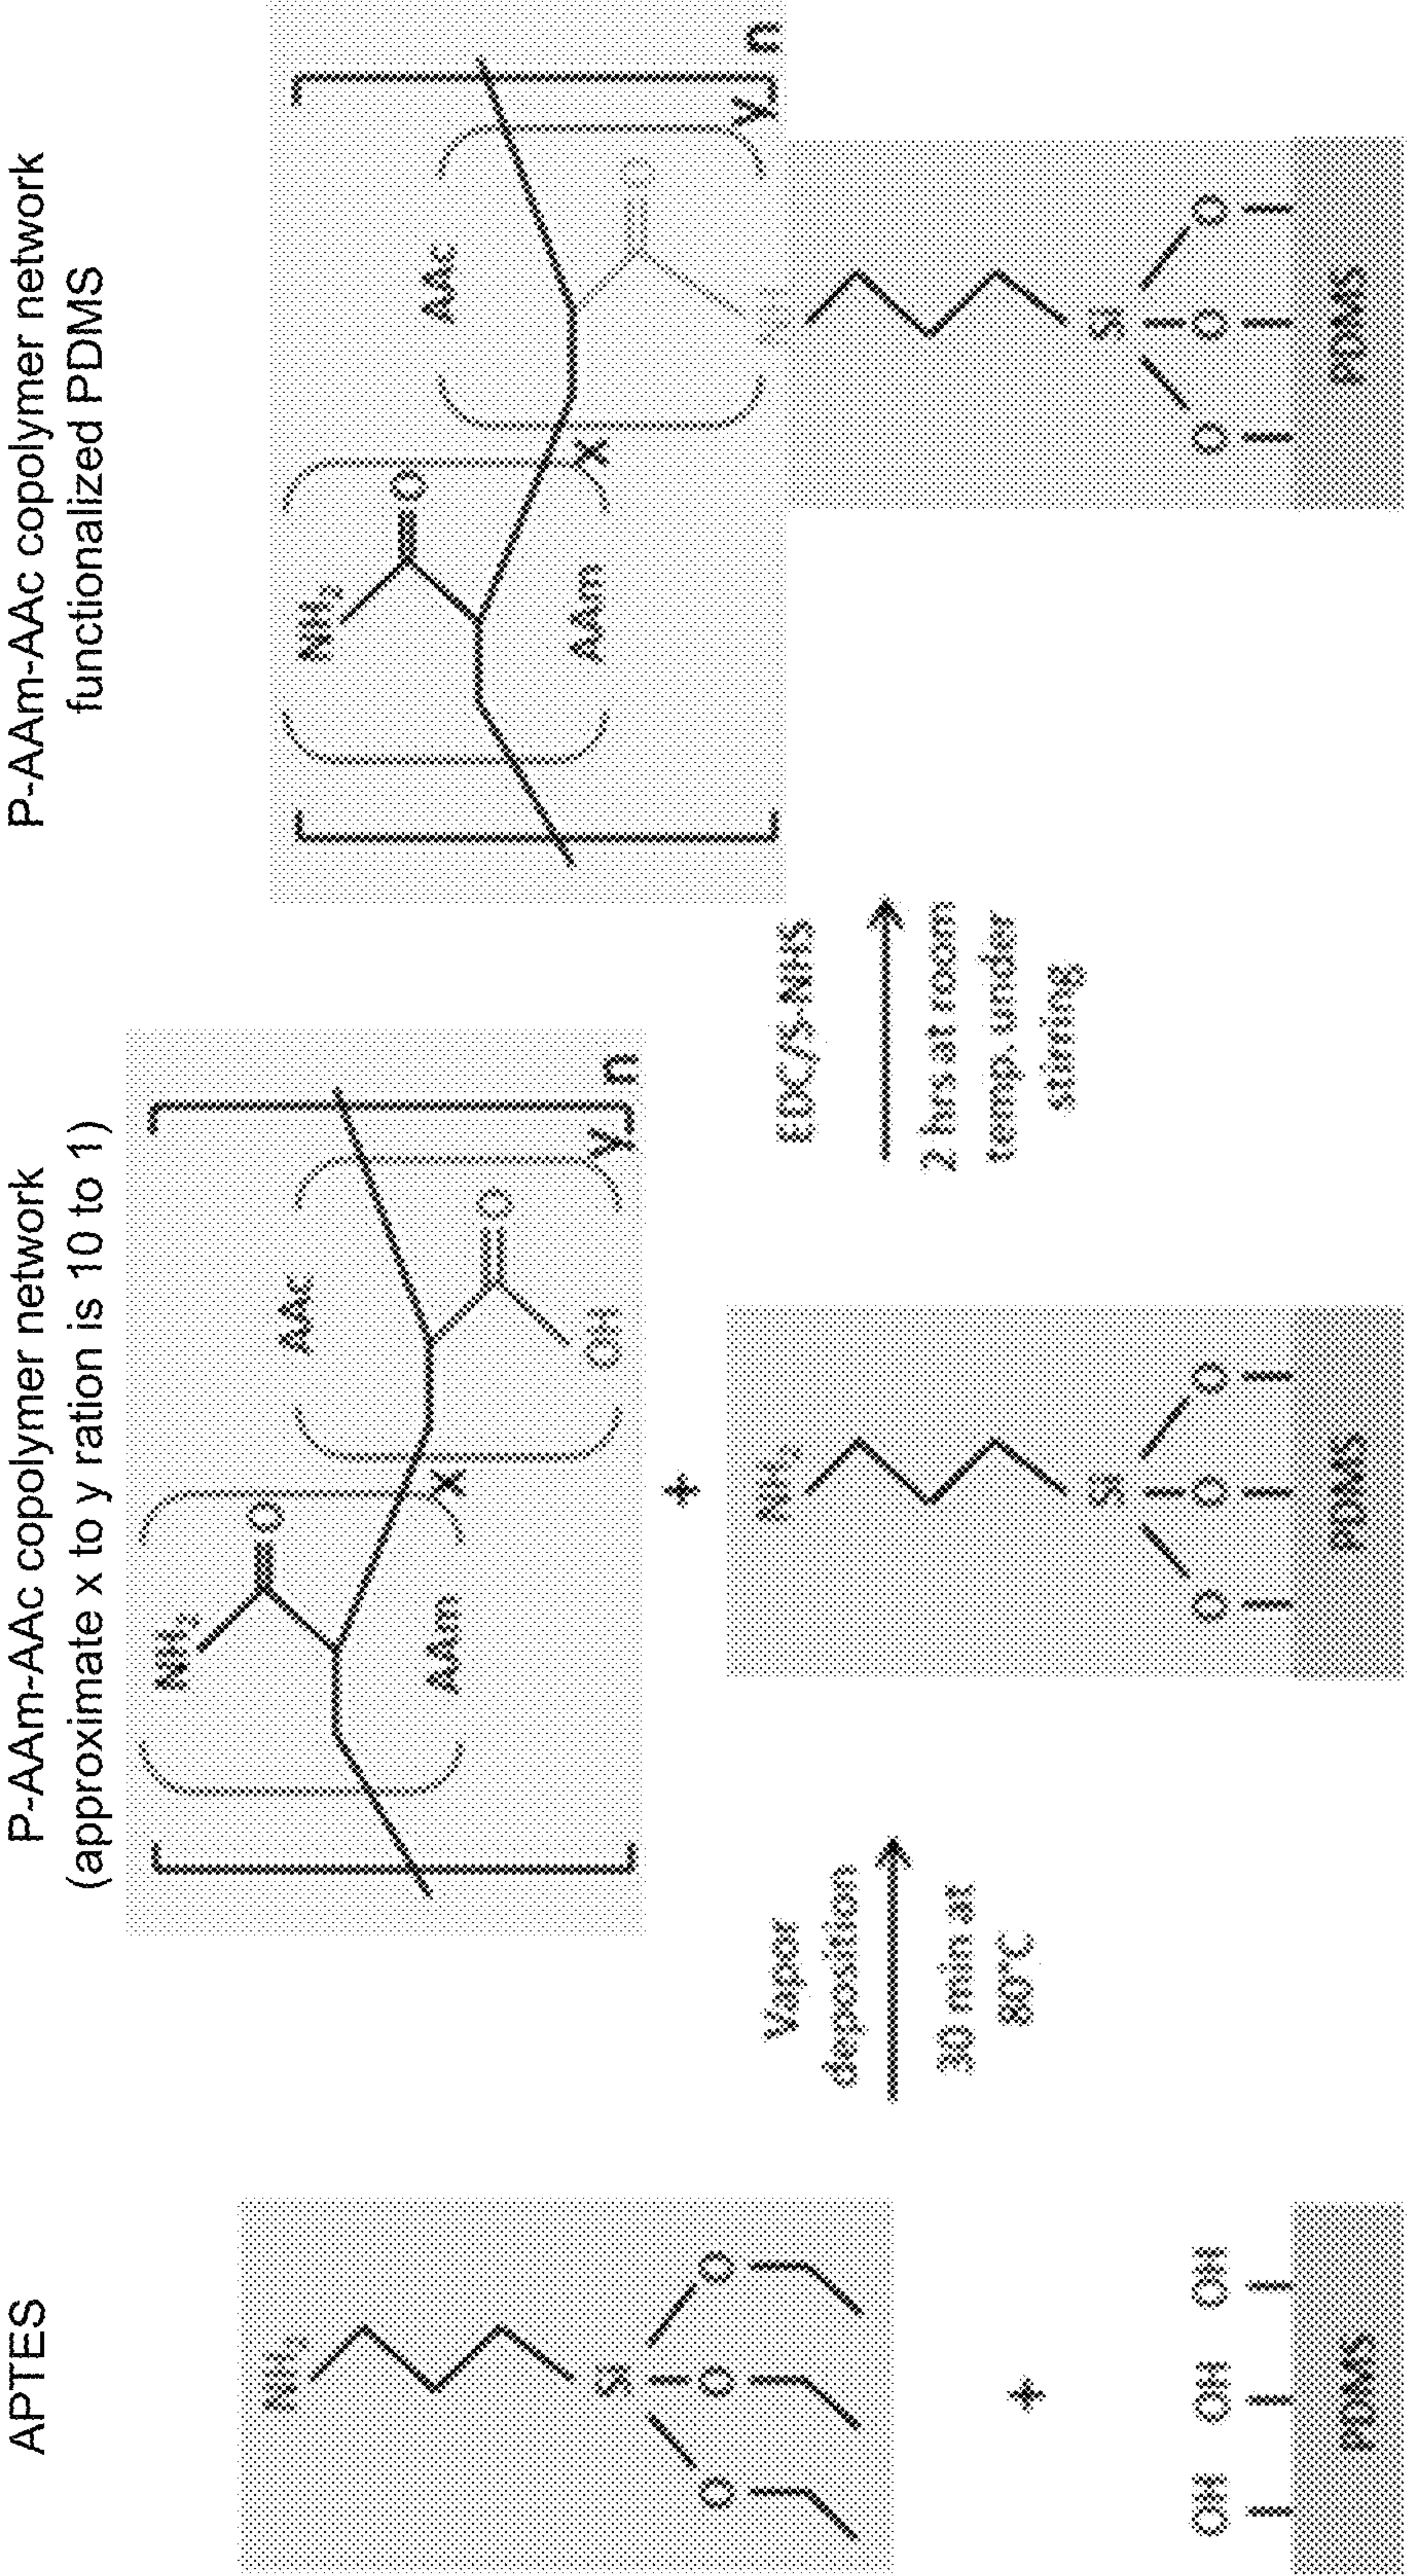 APTES
NH2
Si
O O O
+
OH OH OH
PDMS
Vapor
deposition
30 min at
80°C
P-AAm-AAc copolymer network
(approximate x to y ration is 10 to 1)
NH2
O
AAm
x
AAc
O
OH
y
n
+
NH2
Si
O O O
PDMS
EDC/S-NHS
2 hrs at room
temp. under
stirring
P-AAm-AAc copolymer network
functionalized PDMS
NH2
O
AAm
x
AAc
O
y
n
Si
O O O
PDMS